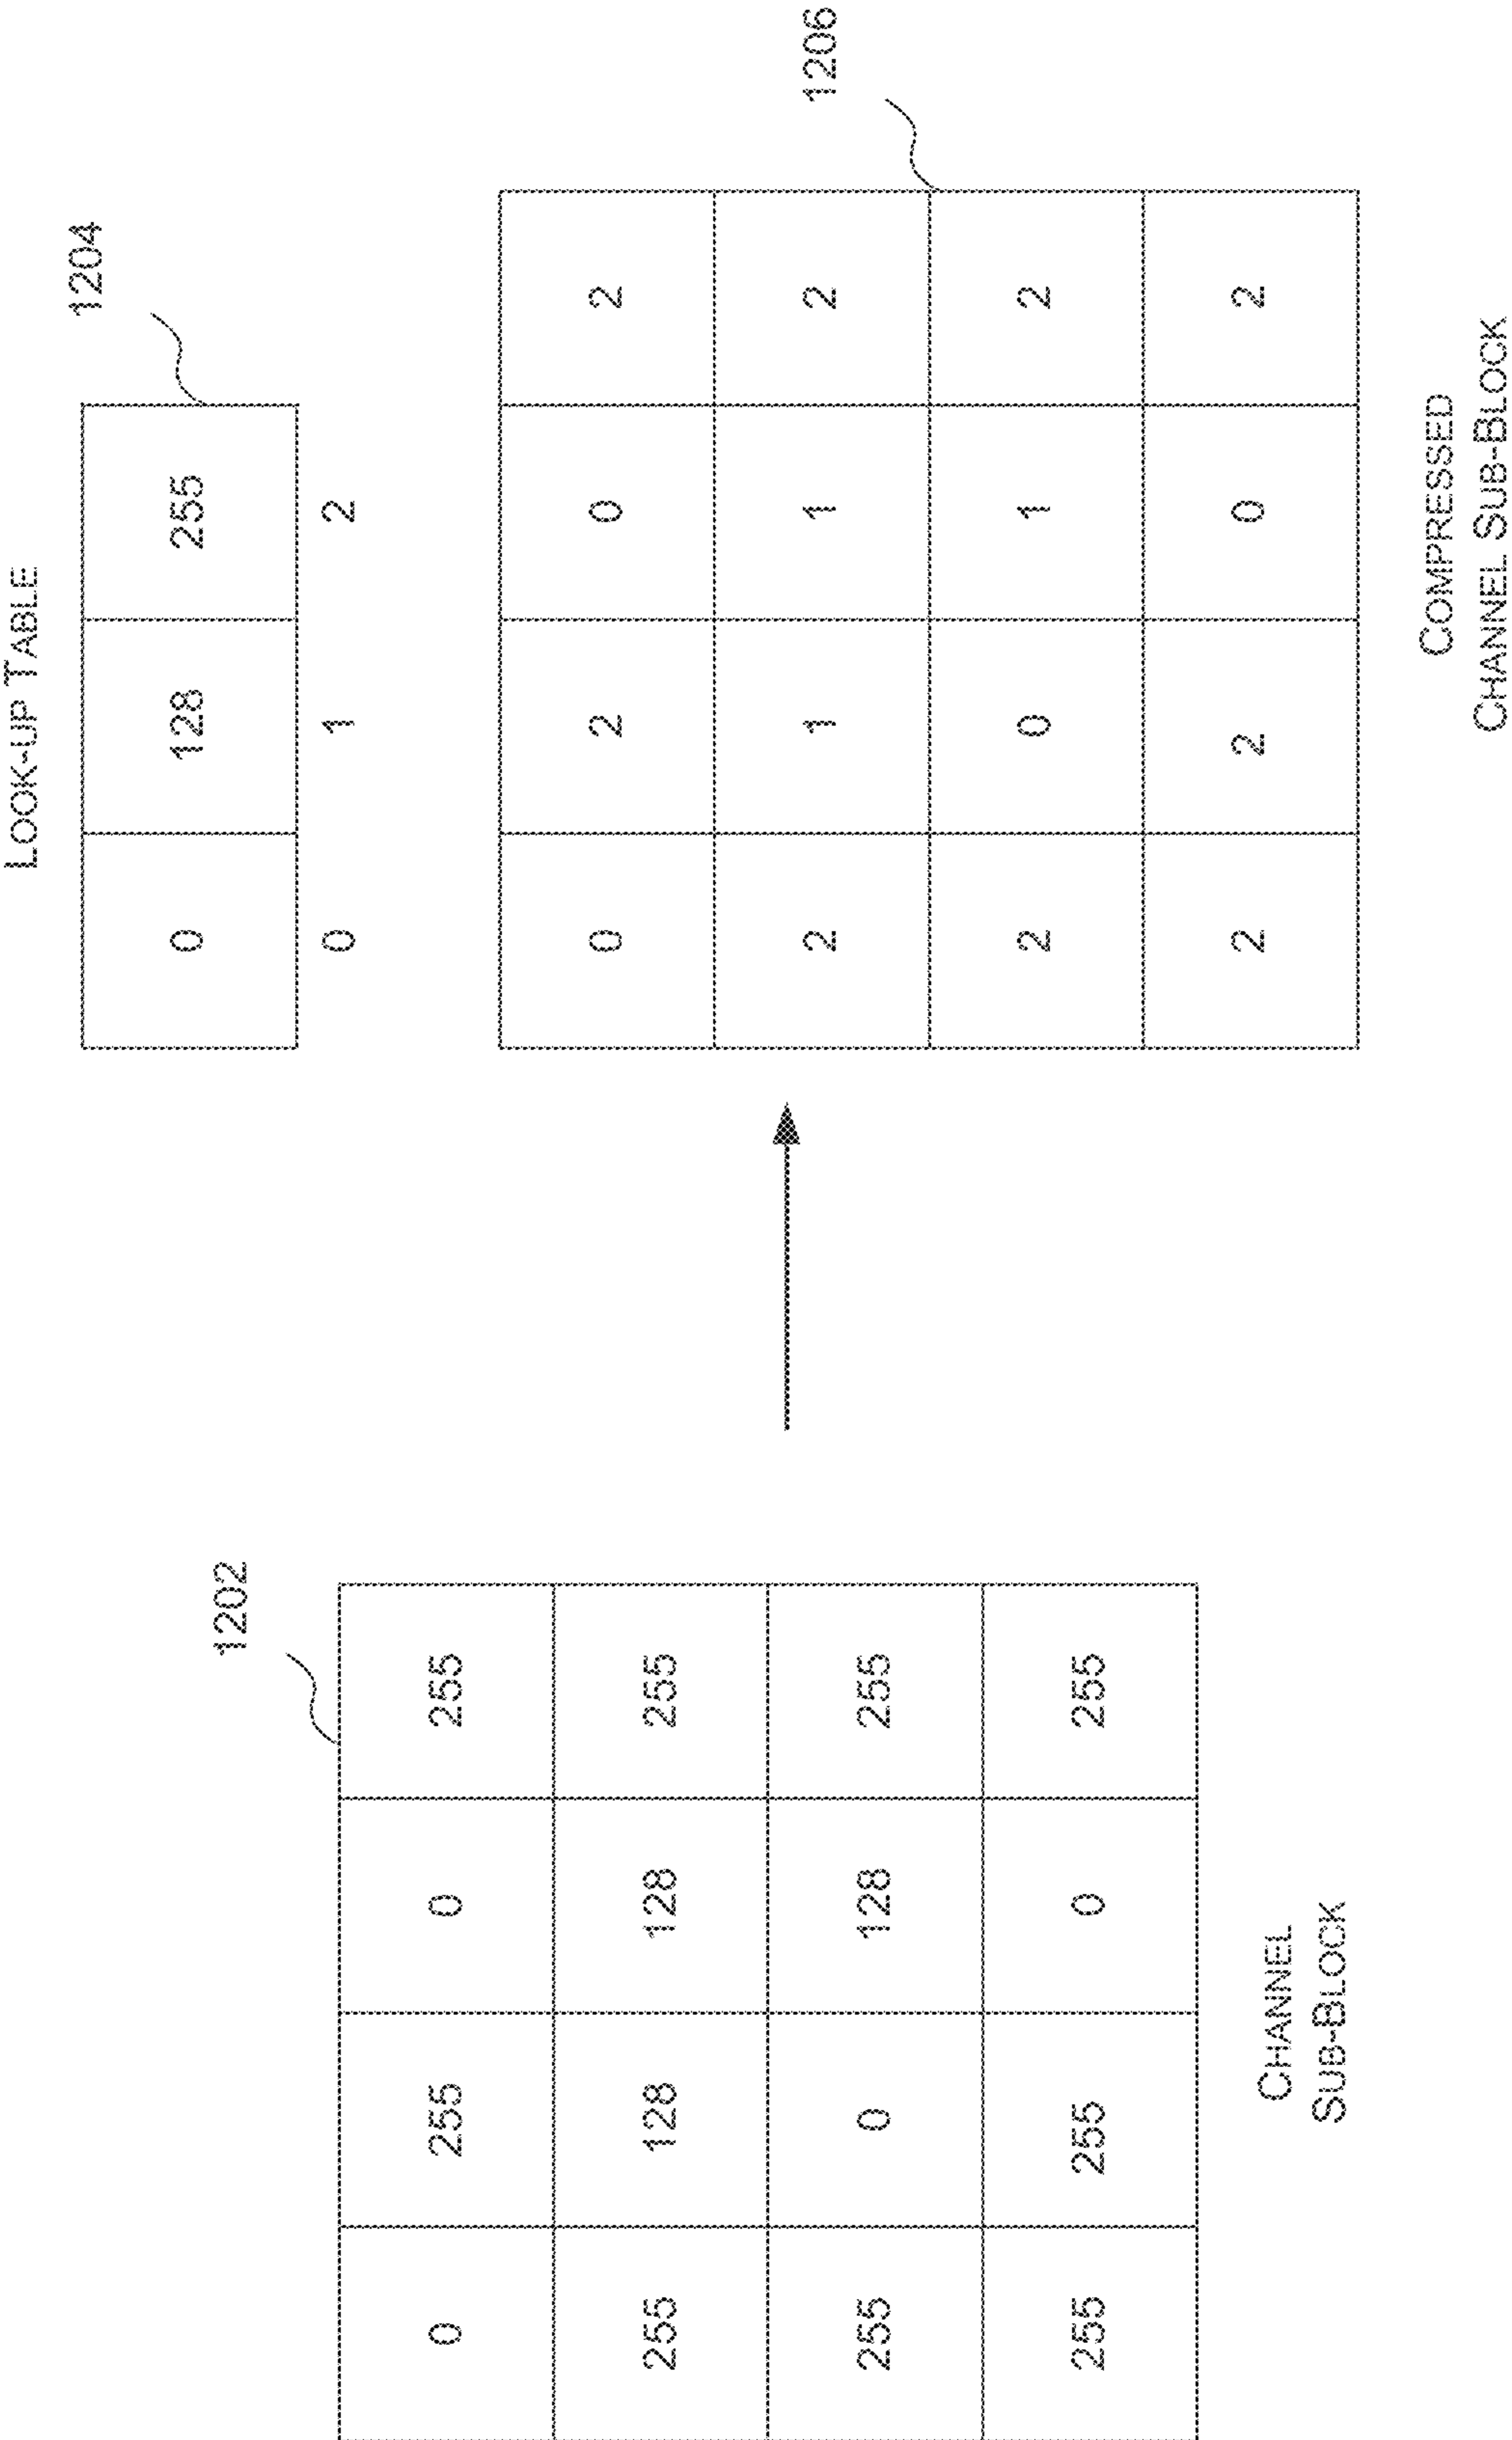 1202
0 255 0 255
255 128 128 255
255 0 128 255
255 255 0 255
CHANNEL
SUB-BLOCK
LOOK-UP TABLE
1204
0 128 255
0 1 2
1206
0 2 0 2
2 1 1 2
2 0 1 2
2 2 0 2
COMPRESSED
CHANNEL SUB-BLOCK